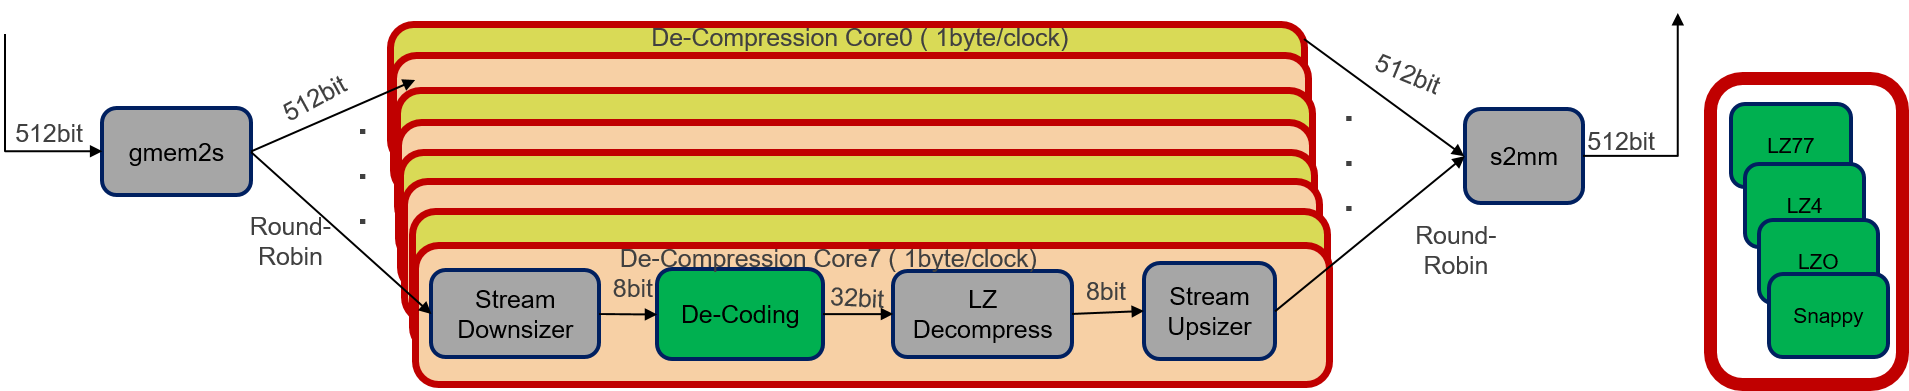 De-Compression Core0 ( 1byte/clock)
512bit
gmem2s
512bit
Round-
Robin
De-Compression Core7 ( 1byte/clock)
Stream
Downsizer
8bit
De-Coding
32bit
LZ
Decompress
8bit
Stream
Upsizer
512bit
Round-
Robin
s2mm
512bit
LZ77
LZ4
LZO
Snappy